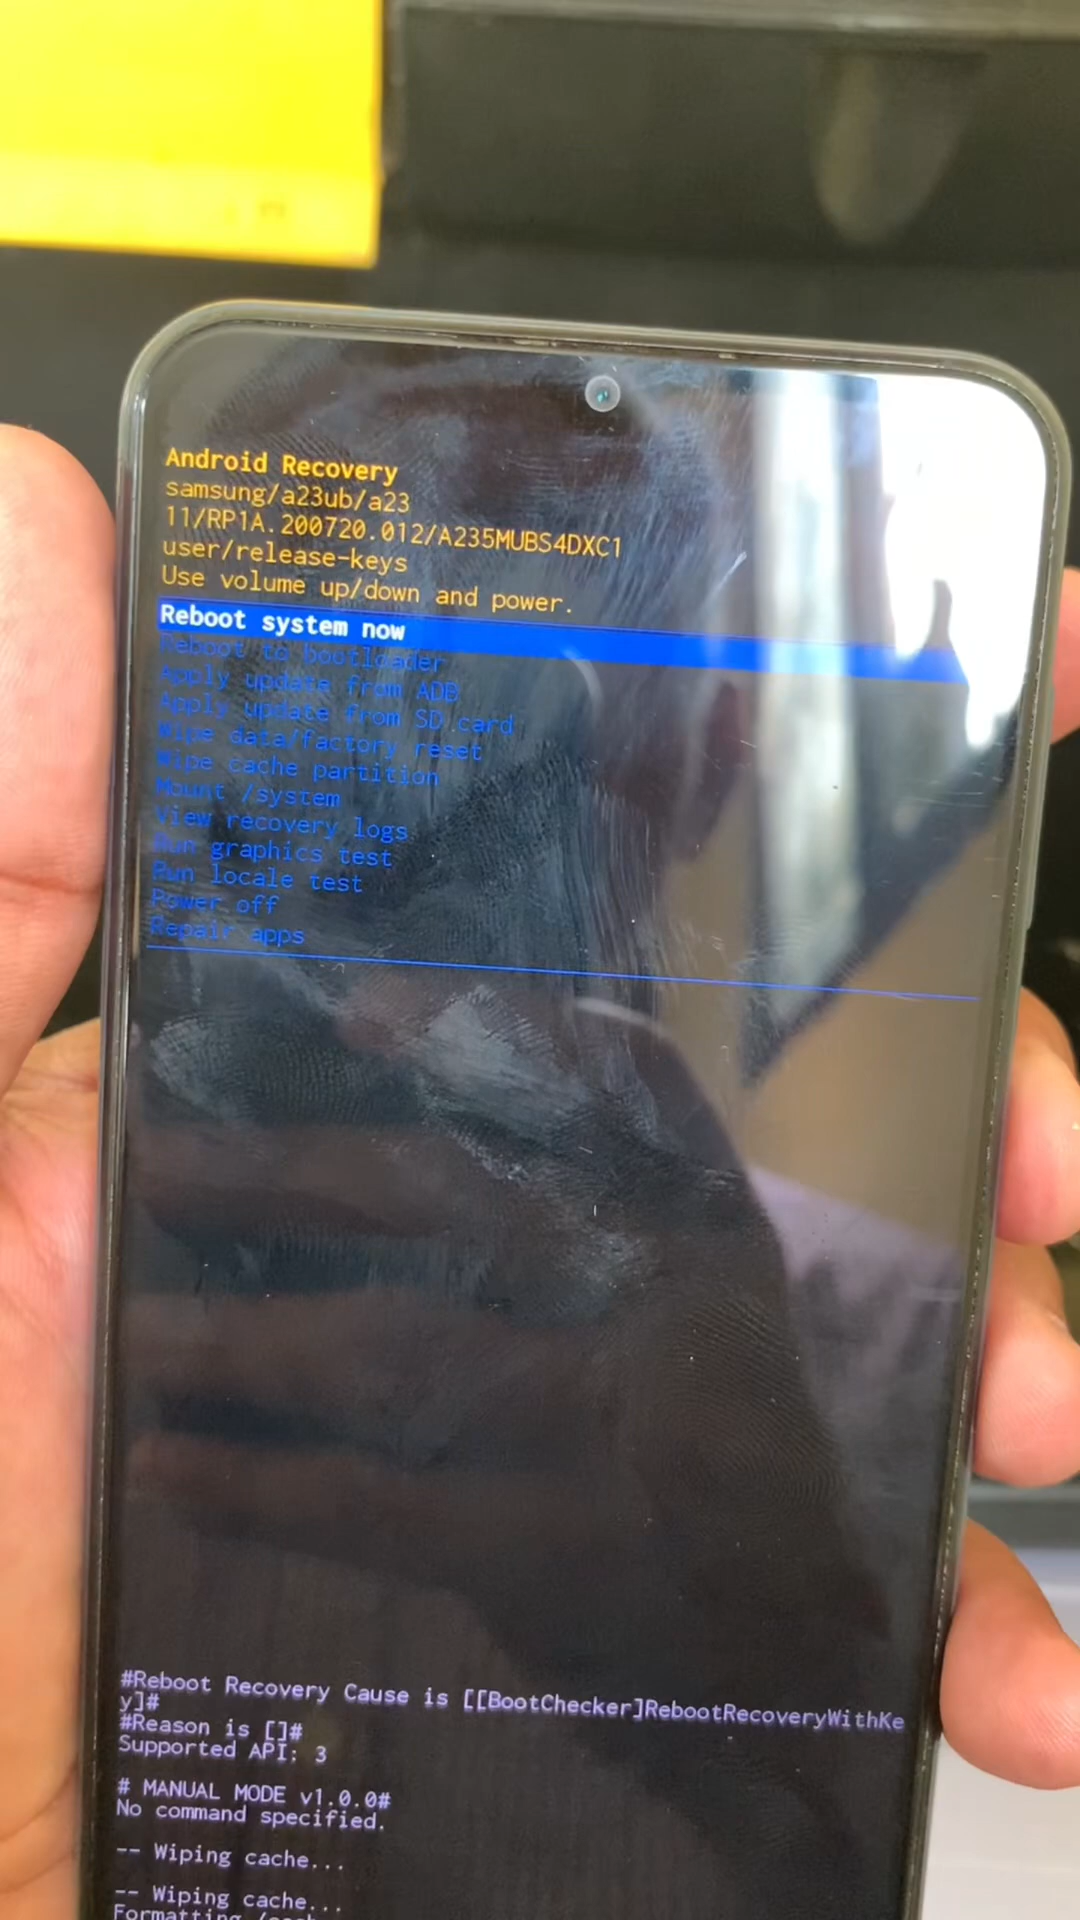 Android Recovery
samsung/a23ub/a23
11/RP1A.200720.012/A235MUBS4DXC1
user/release-keys
Use volume up/down and power.
Reboot system now
Reboot to bootloader
Apply update from ADB
Apply update from SD card
Wipe data/factory reset
Wipe cache partition
Mount /system
View recovery logs
Run graphics test
Run locale test
Power off
Repair apps
#Reboot Recovery Cause is [[BootChecker]RebootRecoveryWithKe
y]#
#Reason is []#
Supported API: 3
# MANUAL MODE v1.0.0#
No command specified.
-- Wiping cache...
-- Wiping cache...
Formatting